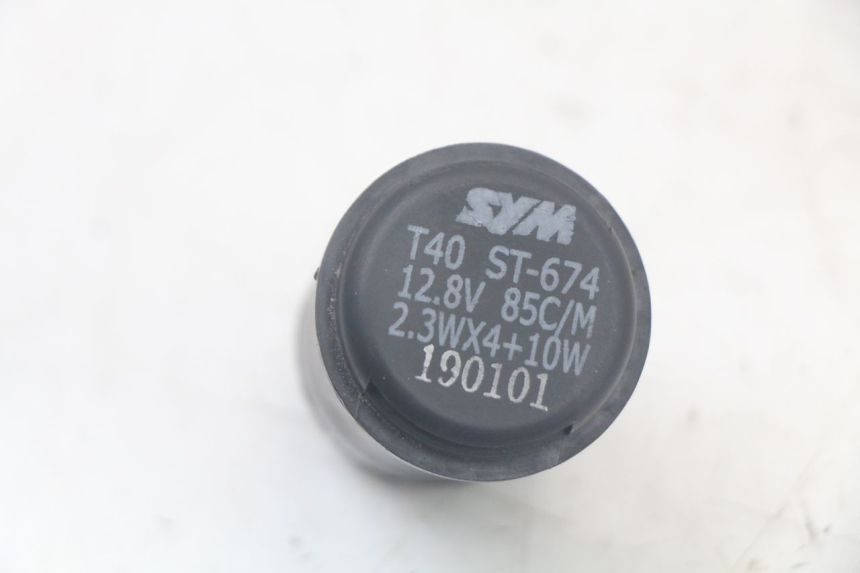 SYM
T40 ST-674
12.8V 85C/M
2.3WX4+10W
190101